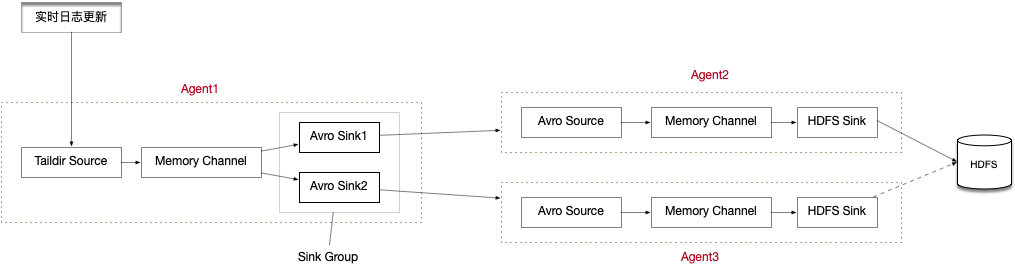 实时日志更新
Agent1
Taildir Source
Memory Channel
Avro Sink1
Avro Sink2
Sink Group
Agent2
Avro Source
Memory Channel
HDFS Sink
Avro Source
Memory Channel
HDFS Sink
Agent3
HDFS